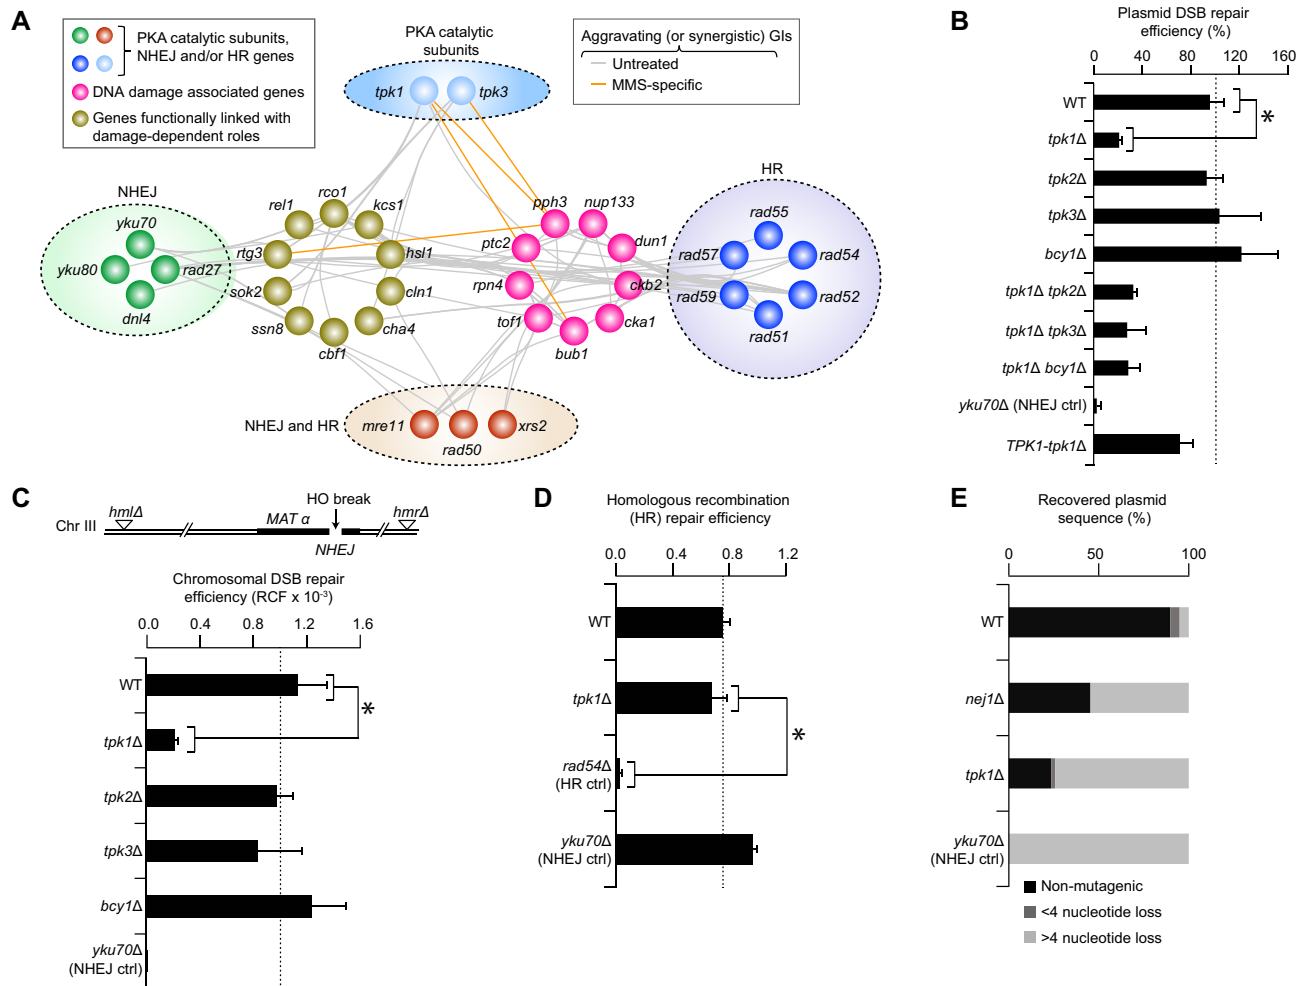 A
PKA catalytic subunits,
NHEJ and/or HR genes
DNA damage associated genes
Genes functionally linked with
damage-dependent roles
PKA catalytic
subunits
tpk1
tpk3
Aggravating (or synergistic) GIs
Untreated
MMS-specific
NHEJ
yku70
yku80
rad27
dnl4
rel1
rco1
kcs1
rtg3
hsl1
sok2
cln1
ssn8
cha4
cbf1
pph3
nup133
ptc2
dun1
rpn4
ckb2
tof1
cka1
bub1
HR
rad55
rad57
rad54
rad59
rad52
rad51
NHEJ and HR
mre11
rad50
xrs2
B
Plasmid DSB repair
efficiency (%)
0 40 80 120 160
WT
tpk1Δ
tpk2Δ
tpk3Δ
bcy1Δ
tpk1Δ tpk2Δ
tpk1Δ tpk3Δ
tpk1Δ bcy1Δ
yku70Δ (NHEJ ctrl)
TPK1-tpk1Δ
*
C
HO break
Chr III
hmlΔ
MAT α
hmrΔ
NHEJ
Chromosomal DSB repair
efficiency (RCF x 10-3)
0.0 0.4 0.8 1.2 1.6
WT
tpk1Δ
tpk2Δ
tpk3Δ
bcy1Δ
yku70Δ
(NHEJ ctrl)
*
D
Homologous recombination
(HR) repair efficiency
0.0 0.4 0.8 1.2
WT
tpk1Δ
rad54Δ
(HR ctrl)
yku70Δ
(NHEJ ctrl)
*
E
Recovered plasmid
sequence (%)
0 50 100
WT
nej1Δ
tpk1Δ
yku70Δ
(NHEJ ctrl)
Non-mutagenic
<4 nucleotide loss
>4 nucleotide loss